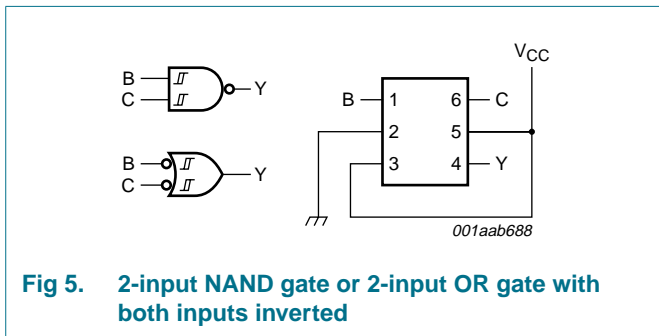 B
C
Y
B
C
Y
VCC
B
1
6
C
2
5
3
4
Y
001aab688
Fig 5. 2-input NAND gate or 2-input OR gate with
both inputs inverted